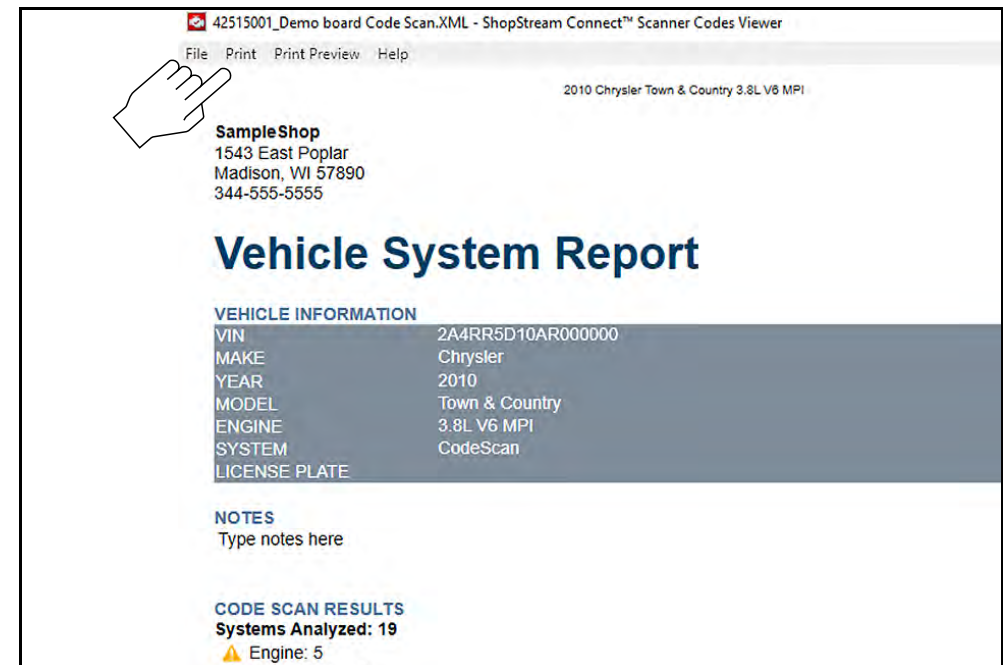 42515001_Demo board Code Scan.XML - ShopStream Connect™ Scanner Codes Viewer
File Print Print Preview Help
2010 Chrysler Town & Country 3.8L V6 MPI
SampleShop
1543 East Poplar
Madison, WI 57890
344-555-5555
Vehicle System Report
VEHICLE INFORMATION
VIN 2A4RR5D10AR000000
MAKE Chrysler
YEAR 2010
MODEL Town & Country
ENGINE 3.8L V6 MPI
SYSTEM CodeScan
LICENSE PLATE
NOTES
Type notes here
CODE SCAN RESULTS
Systems Analyzed: 19
Engine: 5